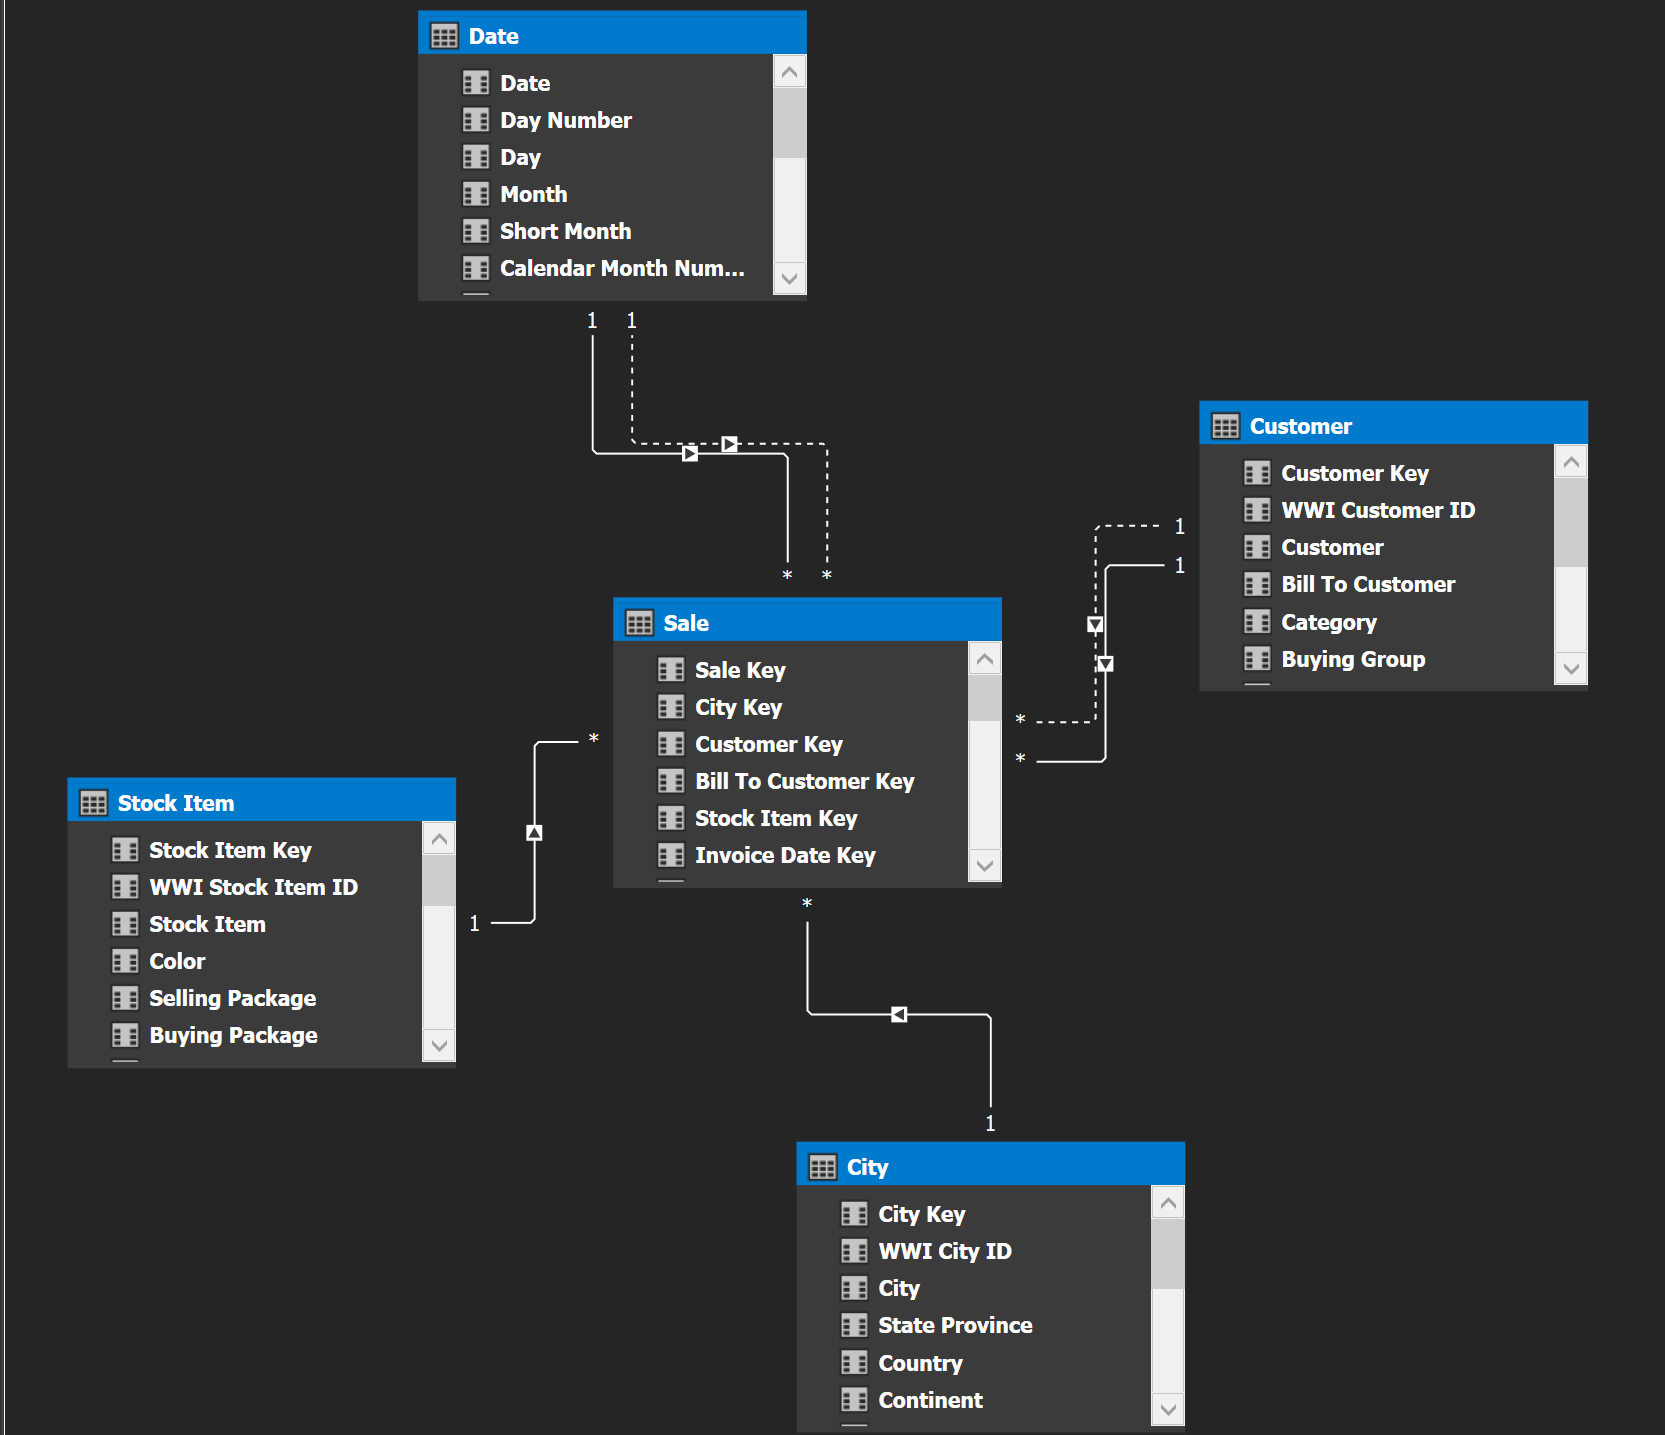 Date
Date
Day Number
Day
Month
Short Month
Calendar Month Num...
1 1
* *
Customer
Customer Key
WWI Customer ID
Customer
Bill To Customer
Category
Buying Group
1
1
*
*
Sale
Sale Key
City Key
Customer Key
Bill To Customer Key
Stock Item Key
Invoice Date Key
*
1
Stock Item
Stock Item Key
WWI Stock Item ID
Stock Item
Color
Selling Package
Buying Package
*
1
City
City Key
WWI City ID
City
State Province
Country
Continent